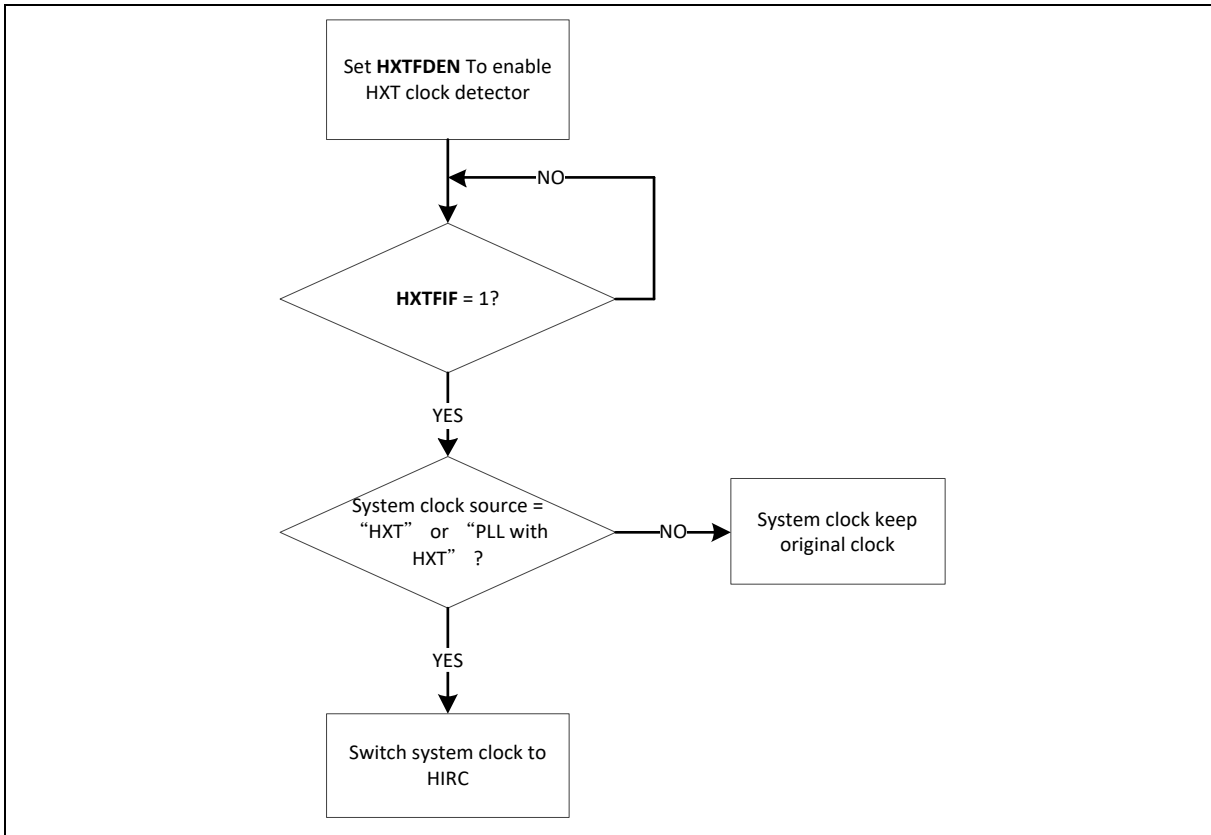 Set HXTFDEN To enable
HXT clock detector
NO
HXTFIF = 1?
YES
System clock source =
“HXT” or “PLL with
HXT” ?
NO
System clock keep
original clock
YES
Switch system clock to
HIRC